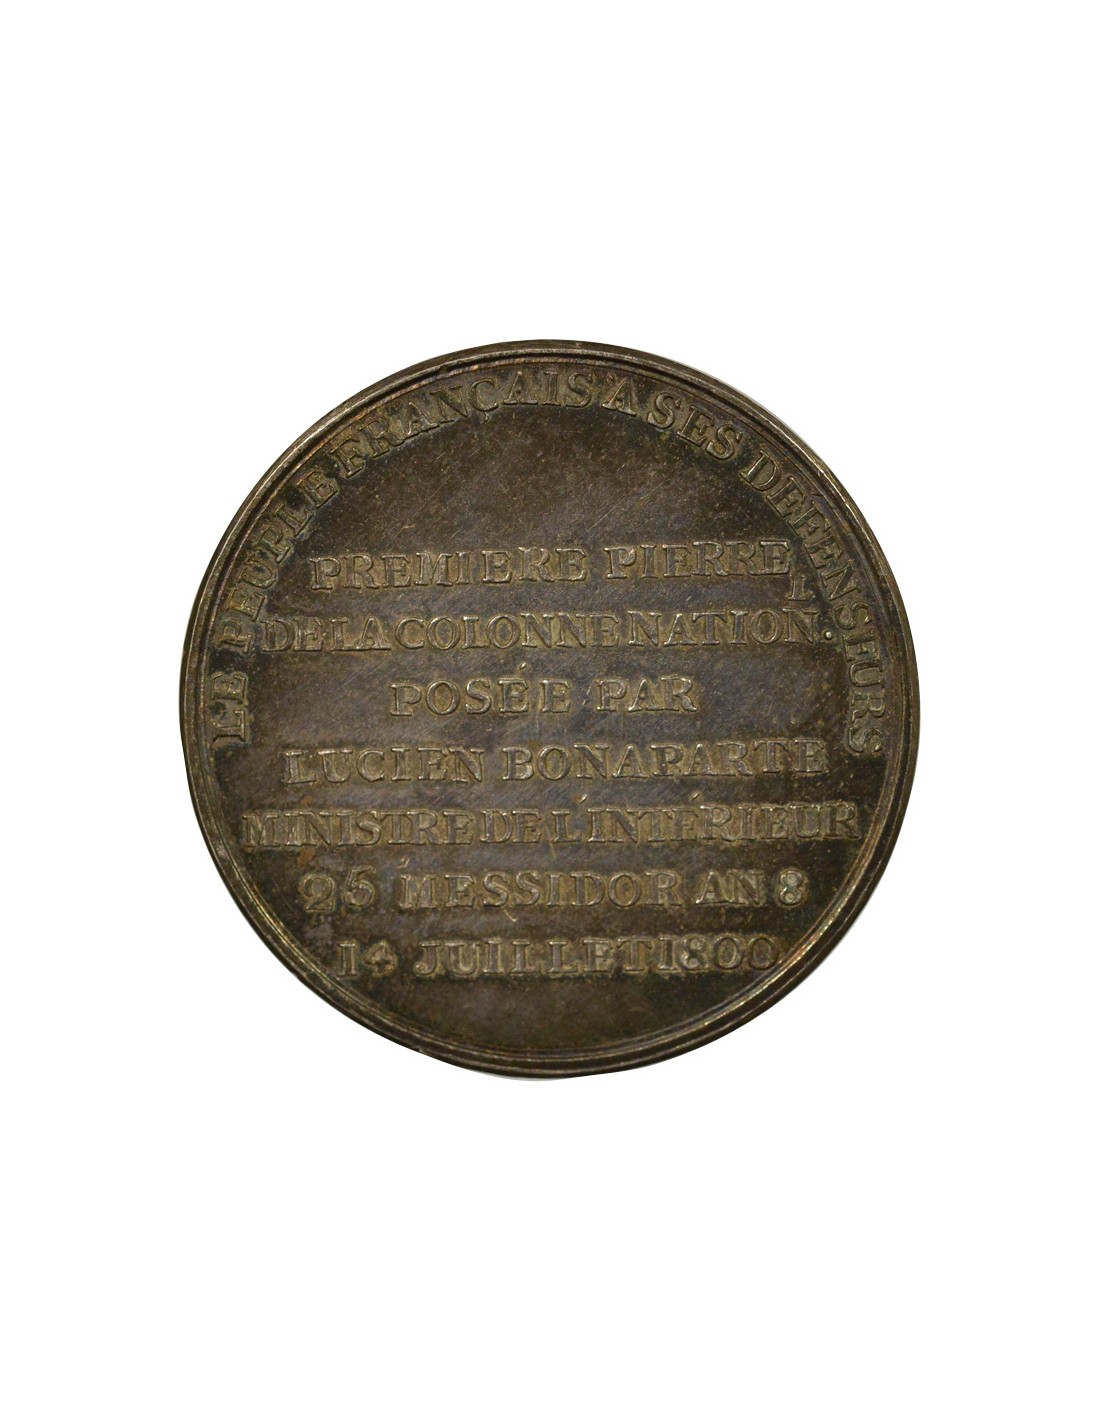 LE PEUPLE FRANÇAIS A SES DÉFENSEURS
PREMIERE PIERRE
DE LA COLONNE NATION.L
POSÉE PAR
LUCIEN BONAPARTE
MINISTRE DE L'INTÉRIEUR
25 MESSIDOR AN 8
14 JUILLET 1800